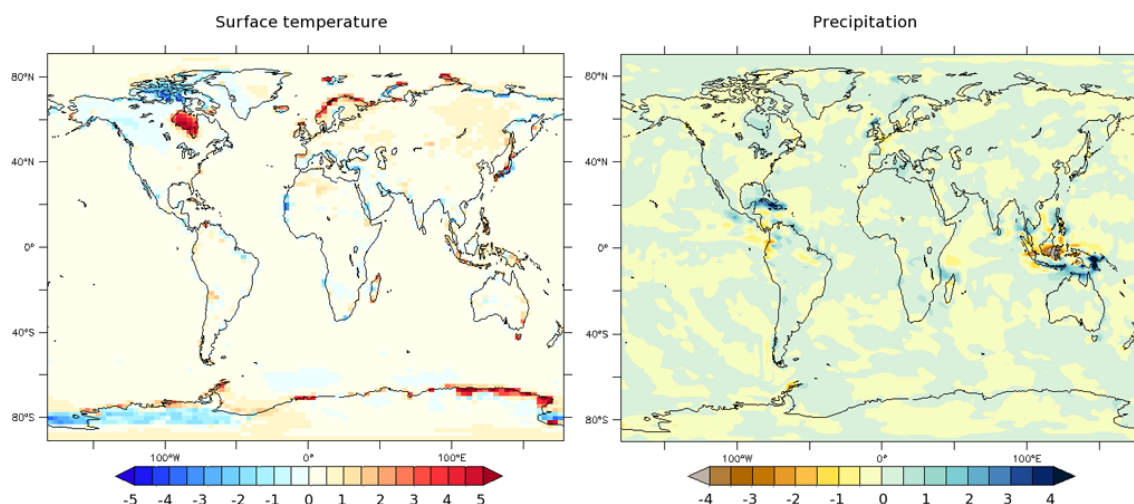 Surface temperature
Precipitation
80°N
40°N
0°
40°S
80°S
100°W
0°
100°E
80°N
40°N
0°
40°S
80°S
100°W
0°
100°E
-5 -4 -3 -2 -1 0 1 2 3 4 5
-4 -3 -2 -1 0 1 2 3 4